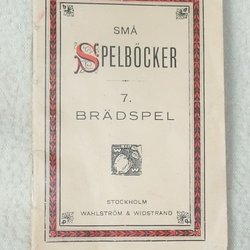 SMÅ
SPELBÖCKER
7.
BRÄDSPEL
STOCKHOLM
WAHLSTRÖM & WIDSTRAND